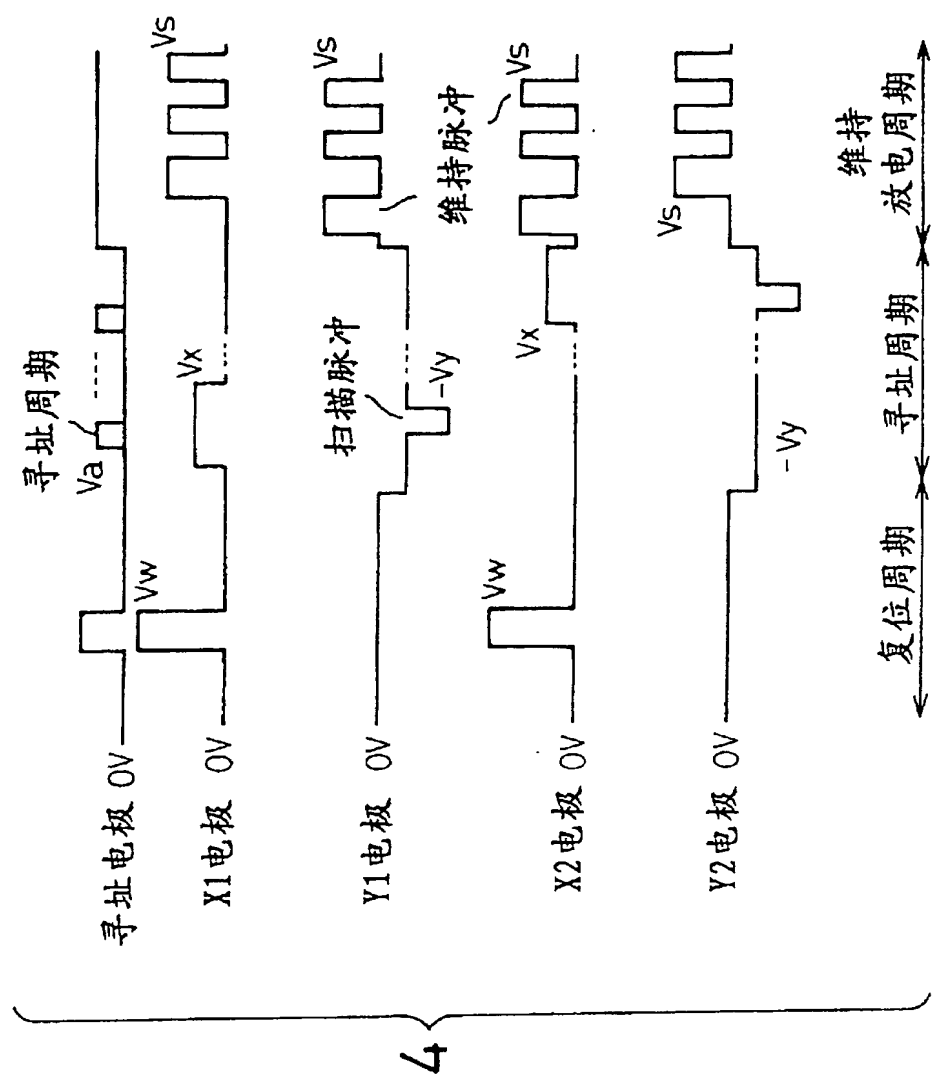 寻址周期
Va
寻址电极 0V
Vw
Vx
Vs
X1电极 0V
扫描脉冲
-Vy
维持脉冲
Vs
Y1电极 0V
Vw
Vx
Vs
X2电极 0V
-Vy
Vs
Y2电极 0V
复位周期
寻址周期
维持
放电周期
4